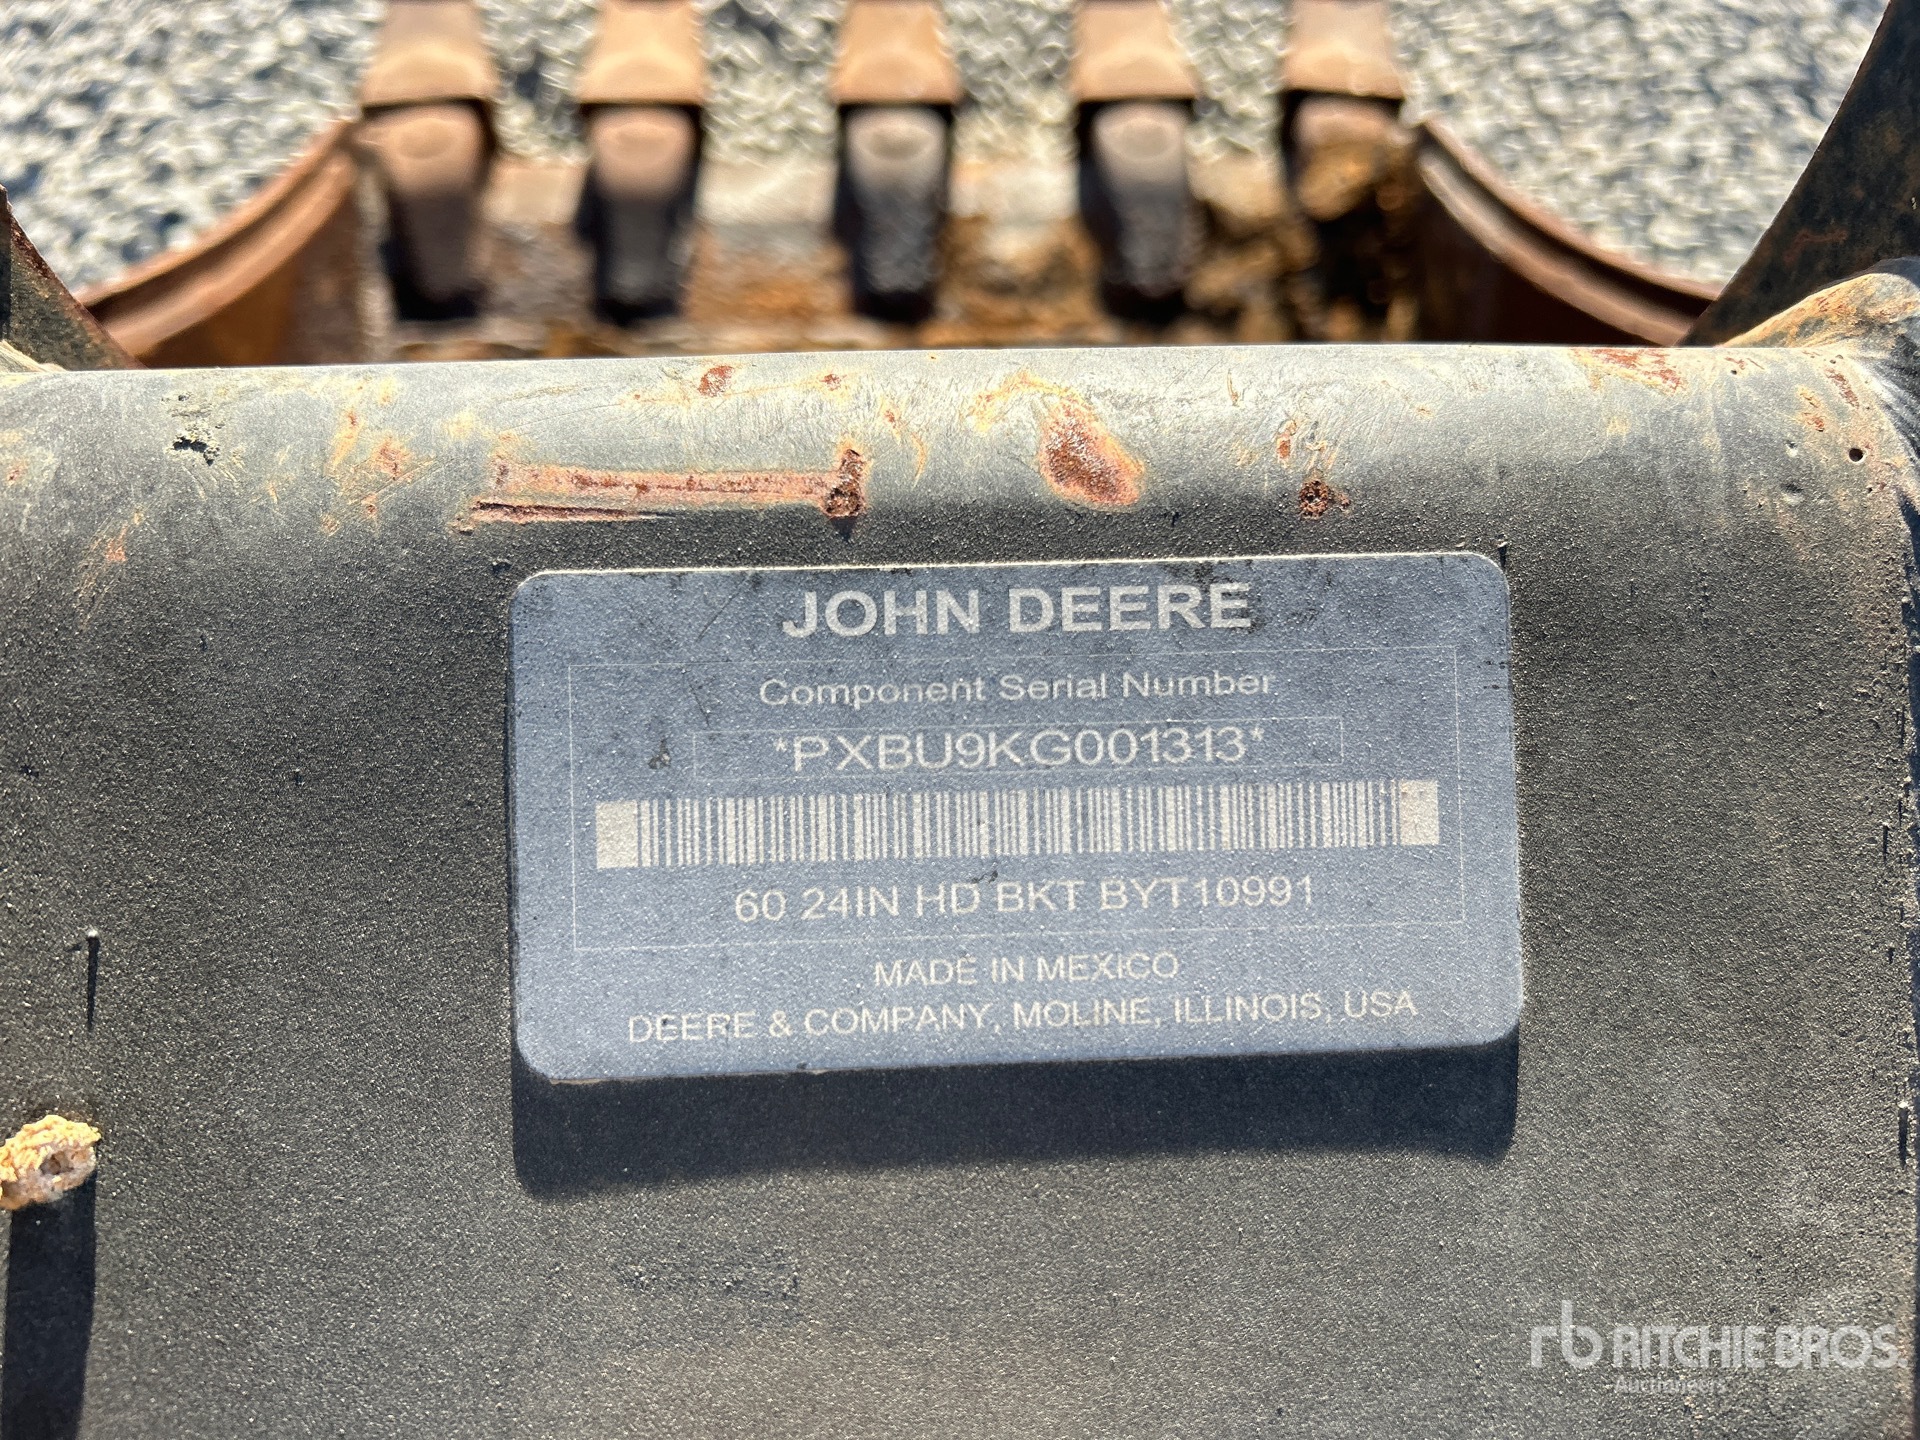 JOHN DEERE
Component Serial Number
*PXBU9KG001313*
60 24IN HD BKT BYT10991
MADE IN MEXICO
DEERE & COMPANY, MOLINE, ILLINOIS, USA
rb RITCHIE BROS.
Auctioneers